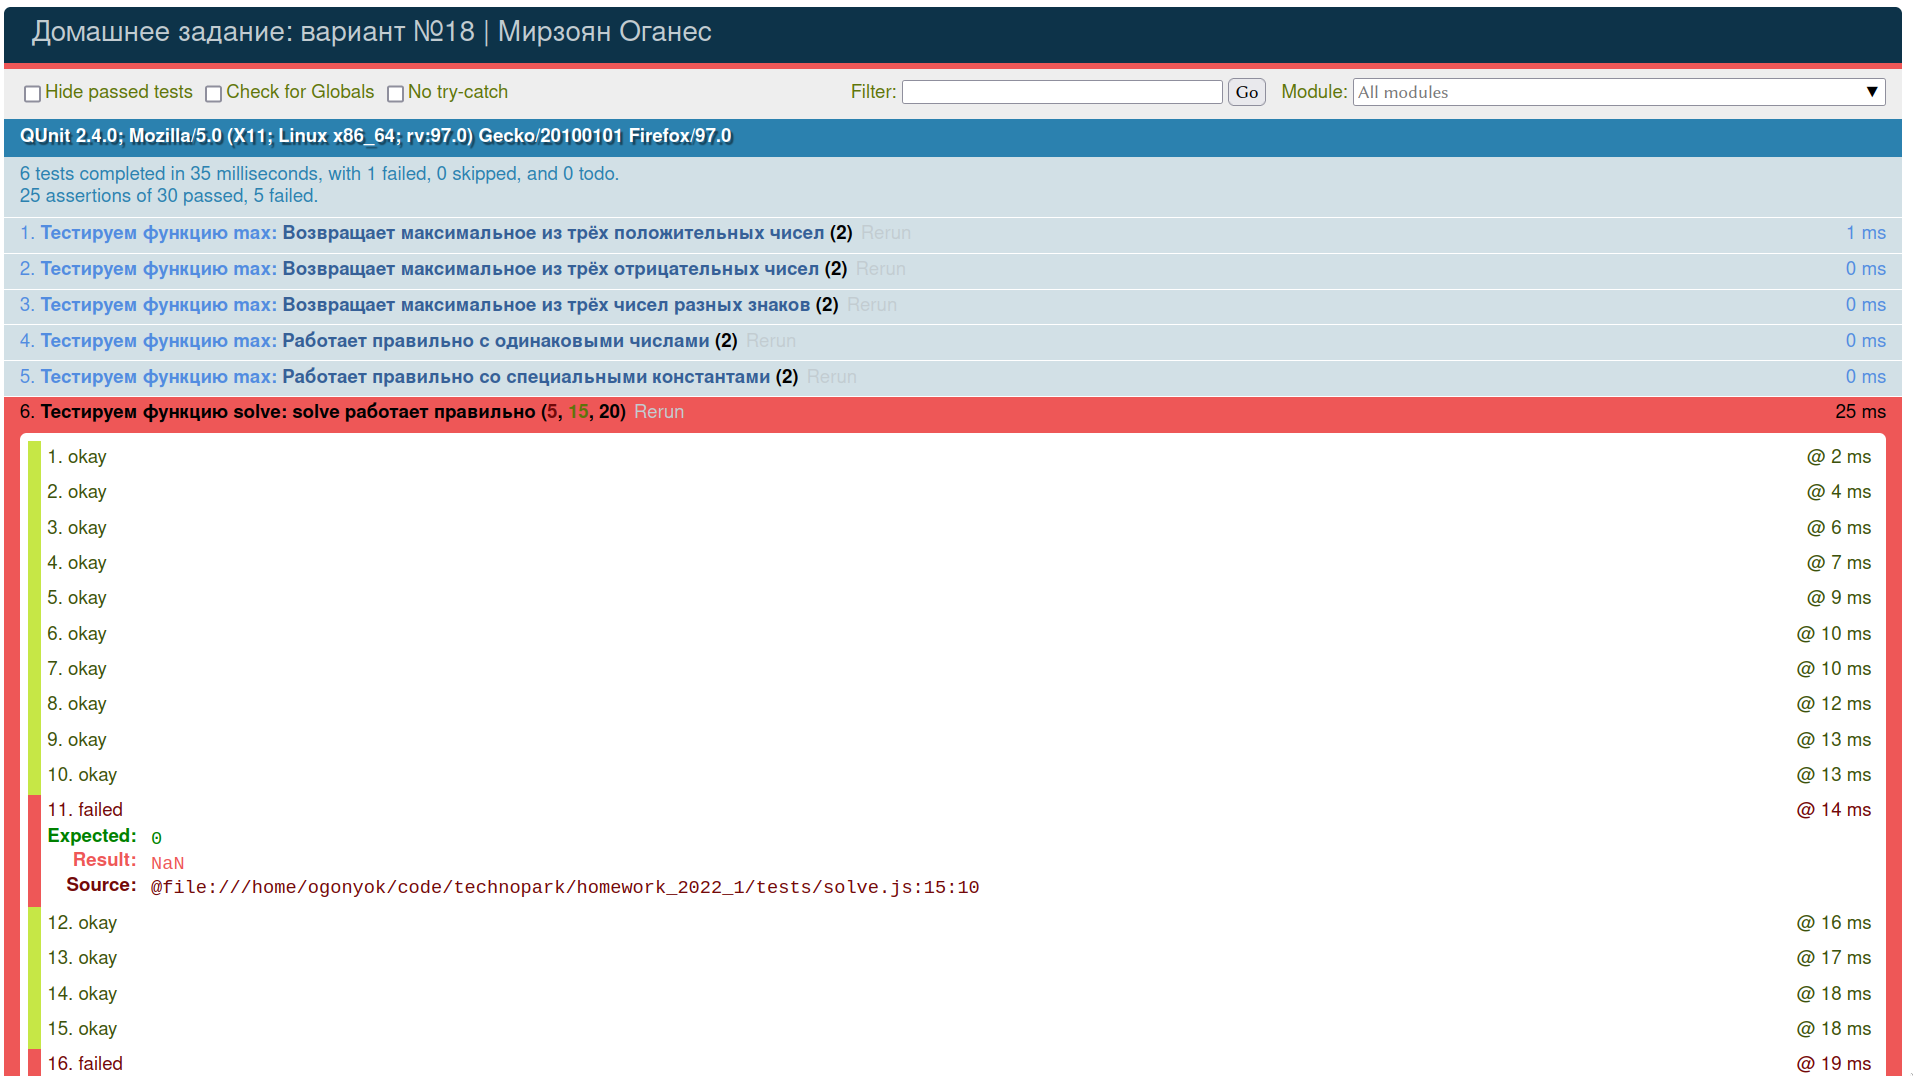 Домашнее задание: вариант №18 | Мирзоян Оганес
Hide passed tests Check for Globals No try-catch Filter: Go Module: All modules ▼
QUnit 2.4.0; Mozilla/5.0 (X11; Linux x86_64; rv:97.0) Gecko/20100101 Firefox/97.0
6 tests completed in 35 milliseconds, with 1 failed, 0 skipped, and 0 todo.
25 assertions of 30 passed, 5 failed.
1. Тестируем функцию max: Возвращает максимальное из трёх положительных чисел (2) Rerun 1 ms
2. Тестируем функцию max: Возвращает максимальное из трёх отрицательных чисел (2) Rerun 0 ms
3. Тестируем функцию max: Возвращает максимальное из трёх чисел разных знаков (2) Rerun 0 ms
4. Тестируем функцию max: Работает правильно с одинаковыми числами (2) Rerun 0 ms
5. Тестируем функцию max: Работает правильно со специальными константами (2) Rerun 0 ms
6. Тестируем функцию solve: solve работает правильно (5, 15, 20) Rerun 25 ms
1. okay @ 2 ms
2. okay @ 4 ms
3. okay @ 6 ms
4. okay @ 7 ms
5. okay @ 9 ms
6. okay @ 10 ms
7. okay @ 10 ms
8. okay @ 12 ms
9. okay @ 13 ms
10. okay @ 13 ms
11. failed @ 14 ms
Expected: 0
Result: NaN
Source: @file:///home/ogonyok/code/technopark/homework_2022_1/tests/solve.js:15:10
12. okay @ 16 ms
13. okay @ 17 ms
14. okay @ 18 ms
15. okay @ 18 ms
16. failed @ 19 ms